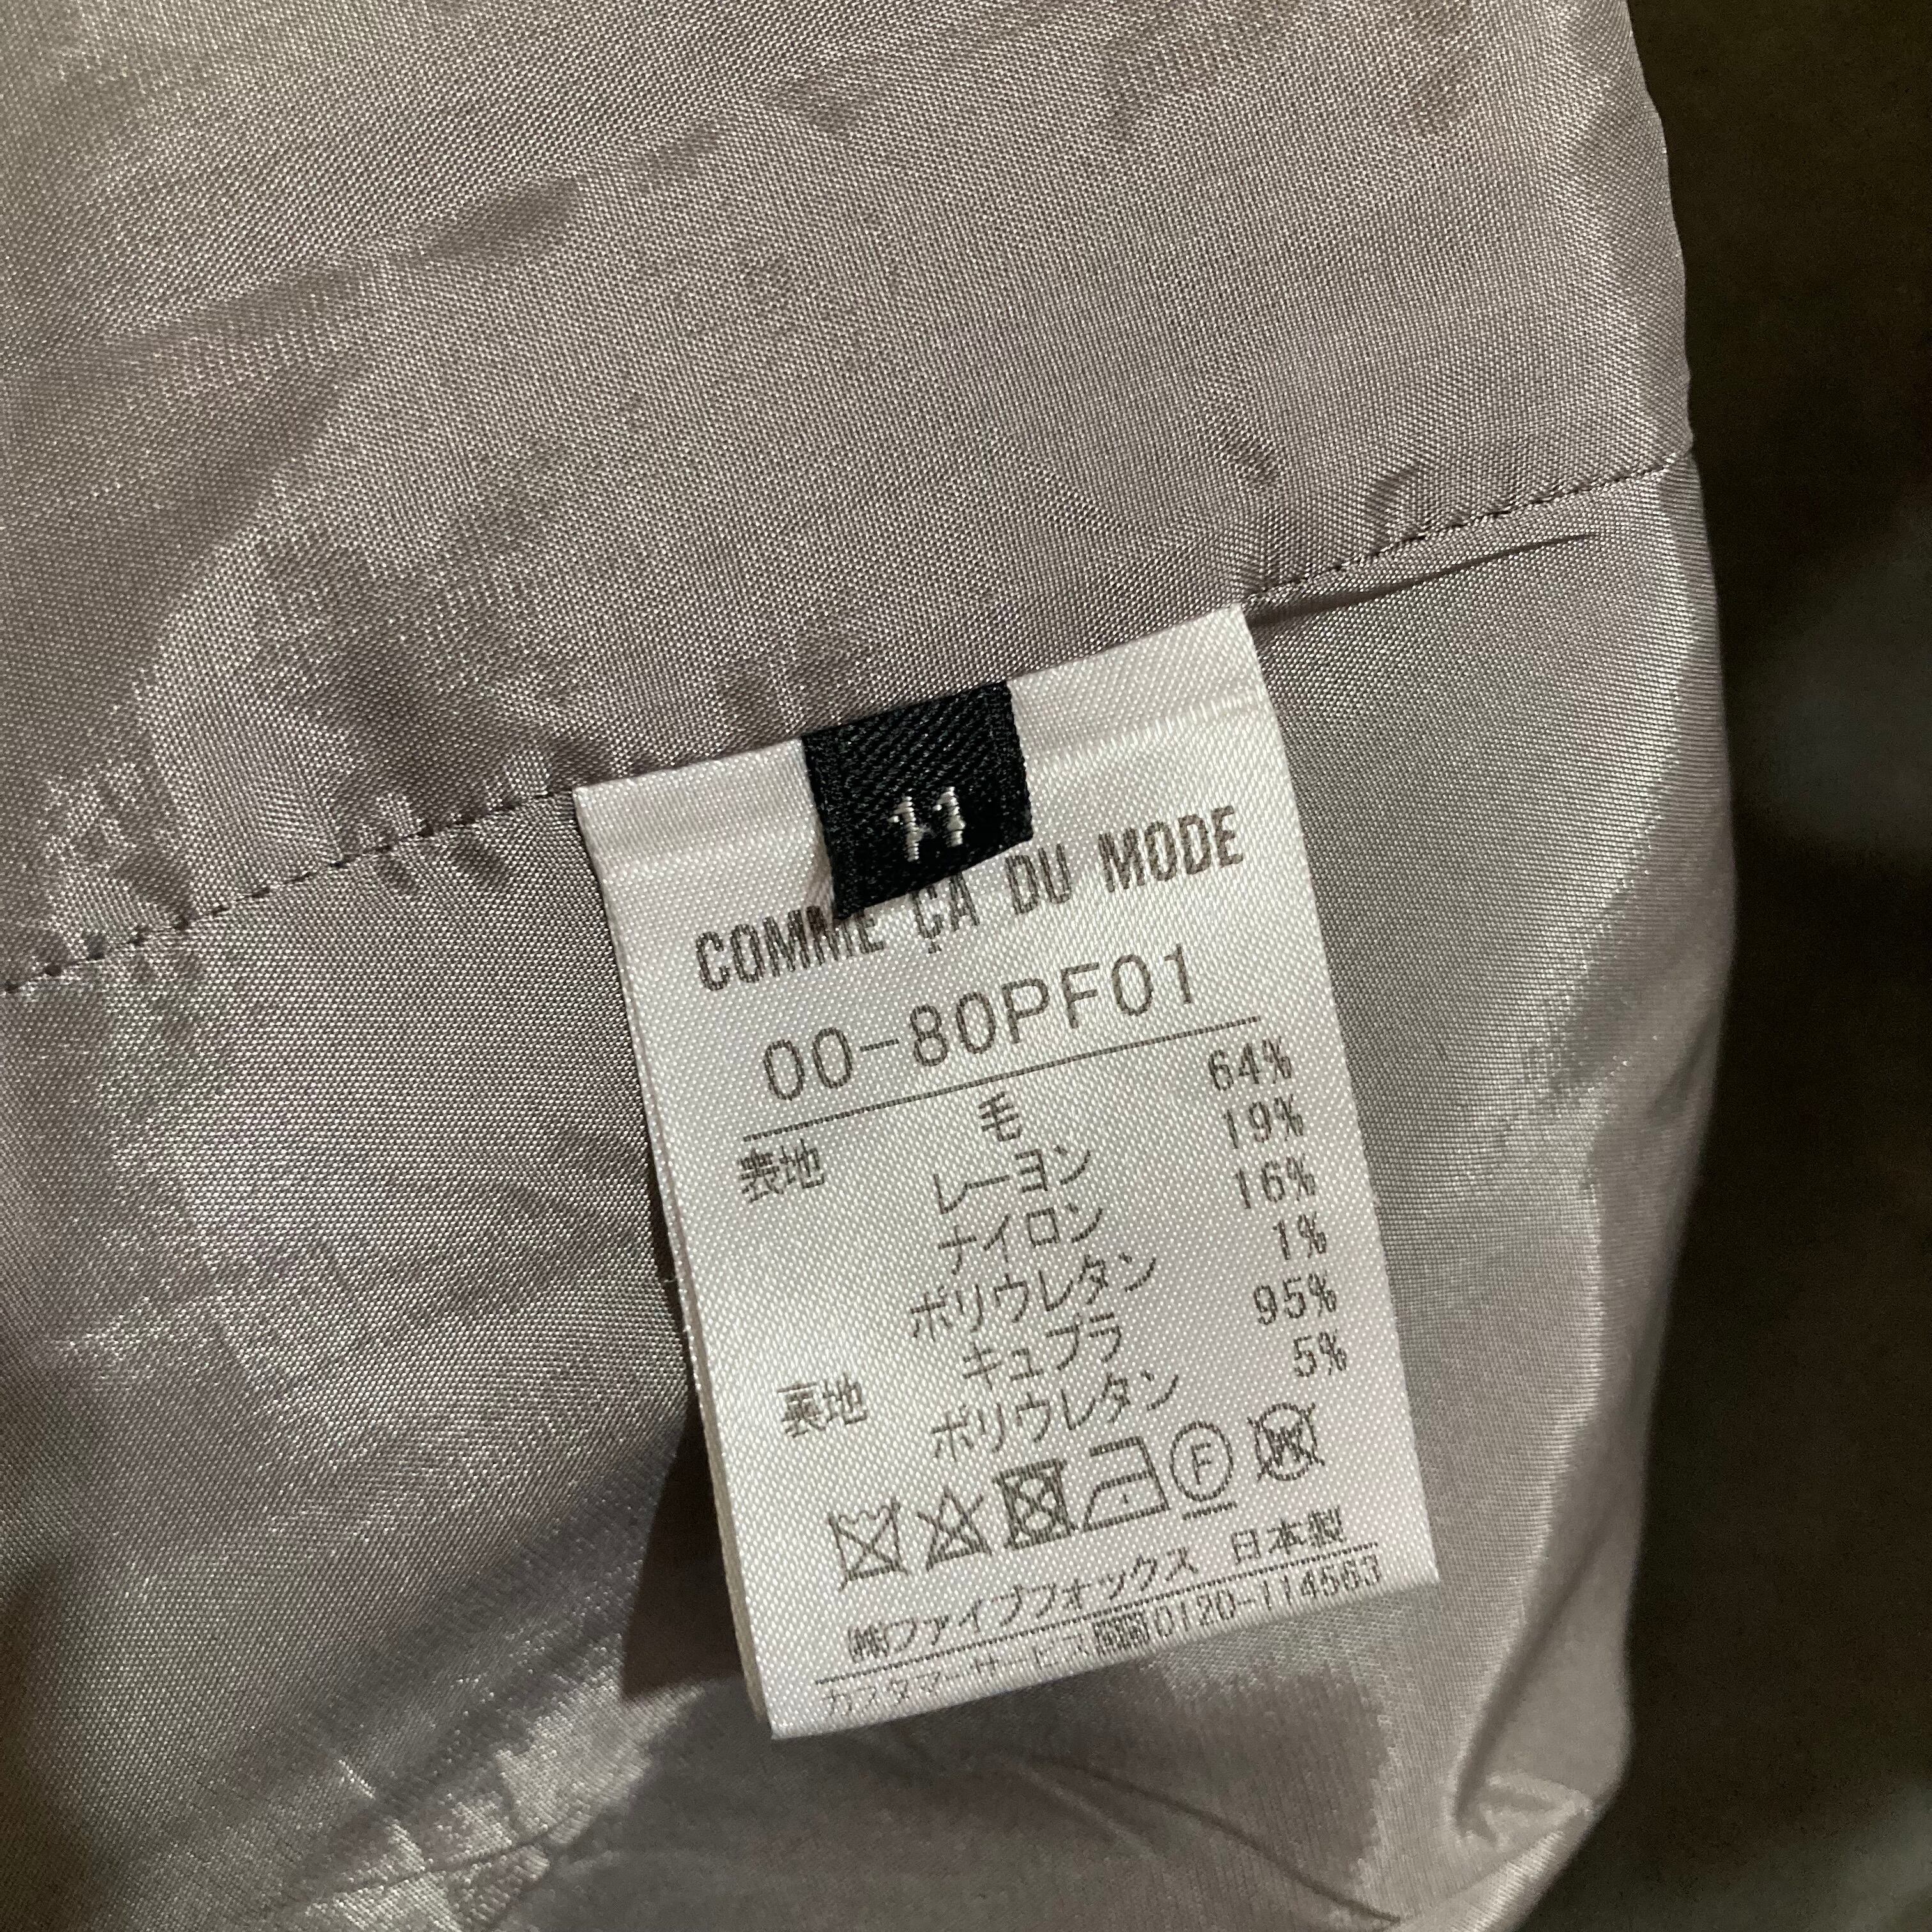 11
COMME ÇA DU MODE
00-80PF01
表地 毛 64%
レーヨン 19%
ナイロン 16%
ポリウレタン 1%
裏地 キュプラ 95%
ポリウレタン 5%
F W
㈱ファイブフォックス 日本製
カスタマーサービス 0120-114563